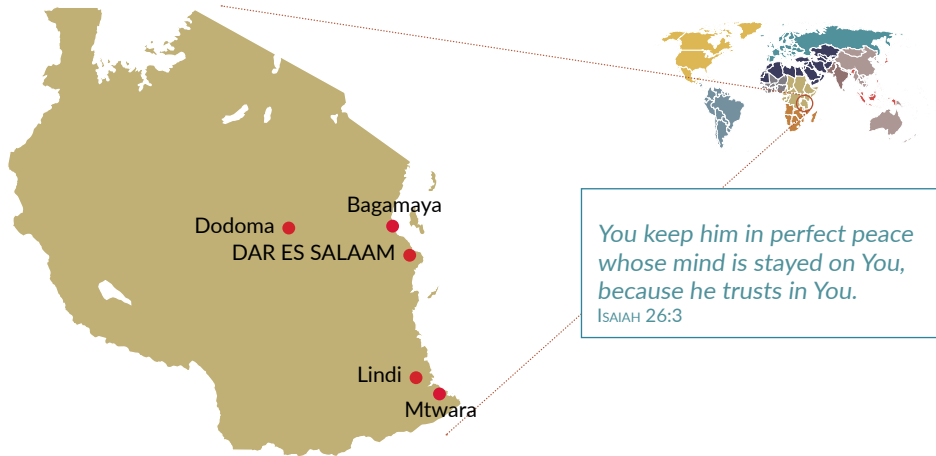 Bagamaya
Dodoma
DAR ES SALAAM
Lindi
Mtwara
You keep him in perfect peace
whose mind is stayed on You,
because he trusts in You.
Isaiah 26:3